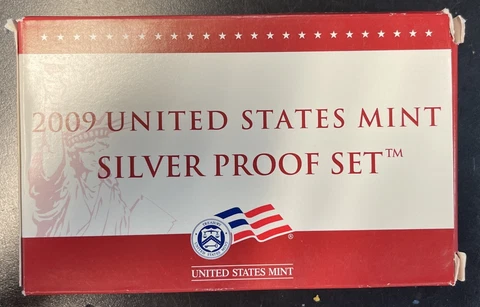 2009 UNITED STATES MINT
SILVER PROOF SET™
UNITED STATES MINT